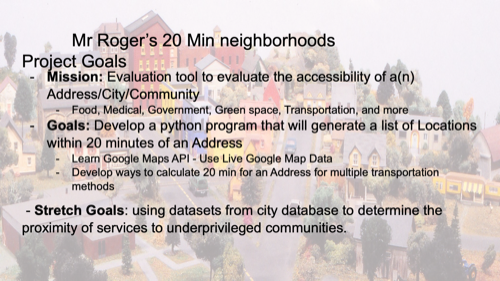 Mr Roger's 20 Min neighborhoods
Project Goals
- Mission: Evaluation tool to evaluate the accessibility of a(n)
Address/City/Community
- Food, Medical, Government, Green space, Transportation, and more
- Goals: Develop a python program that will generate a list of Locations
within 20 minutes of an Address
- Learn Google Maps API - Use Live Google Map Data
- Develop ways to calculate 20 min for an Address for multiple transportation
methods
- Stretch Goals: using datasets from city database to determine the
proximity of services to underprivileged communities.